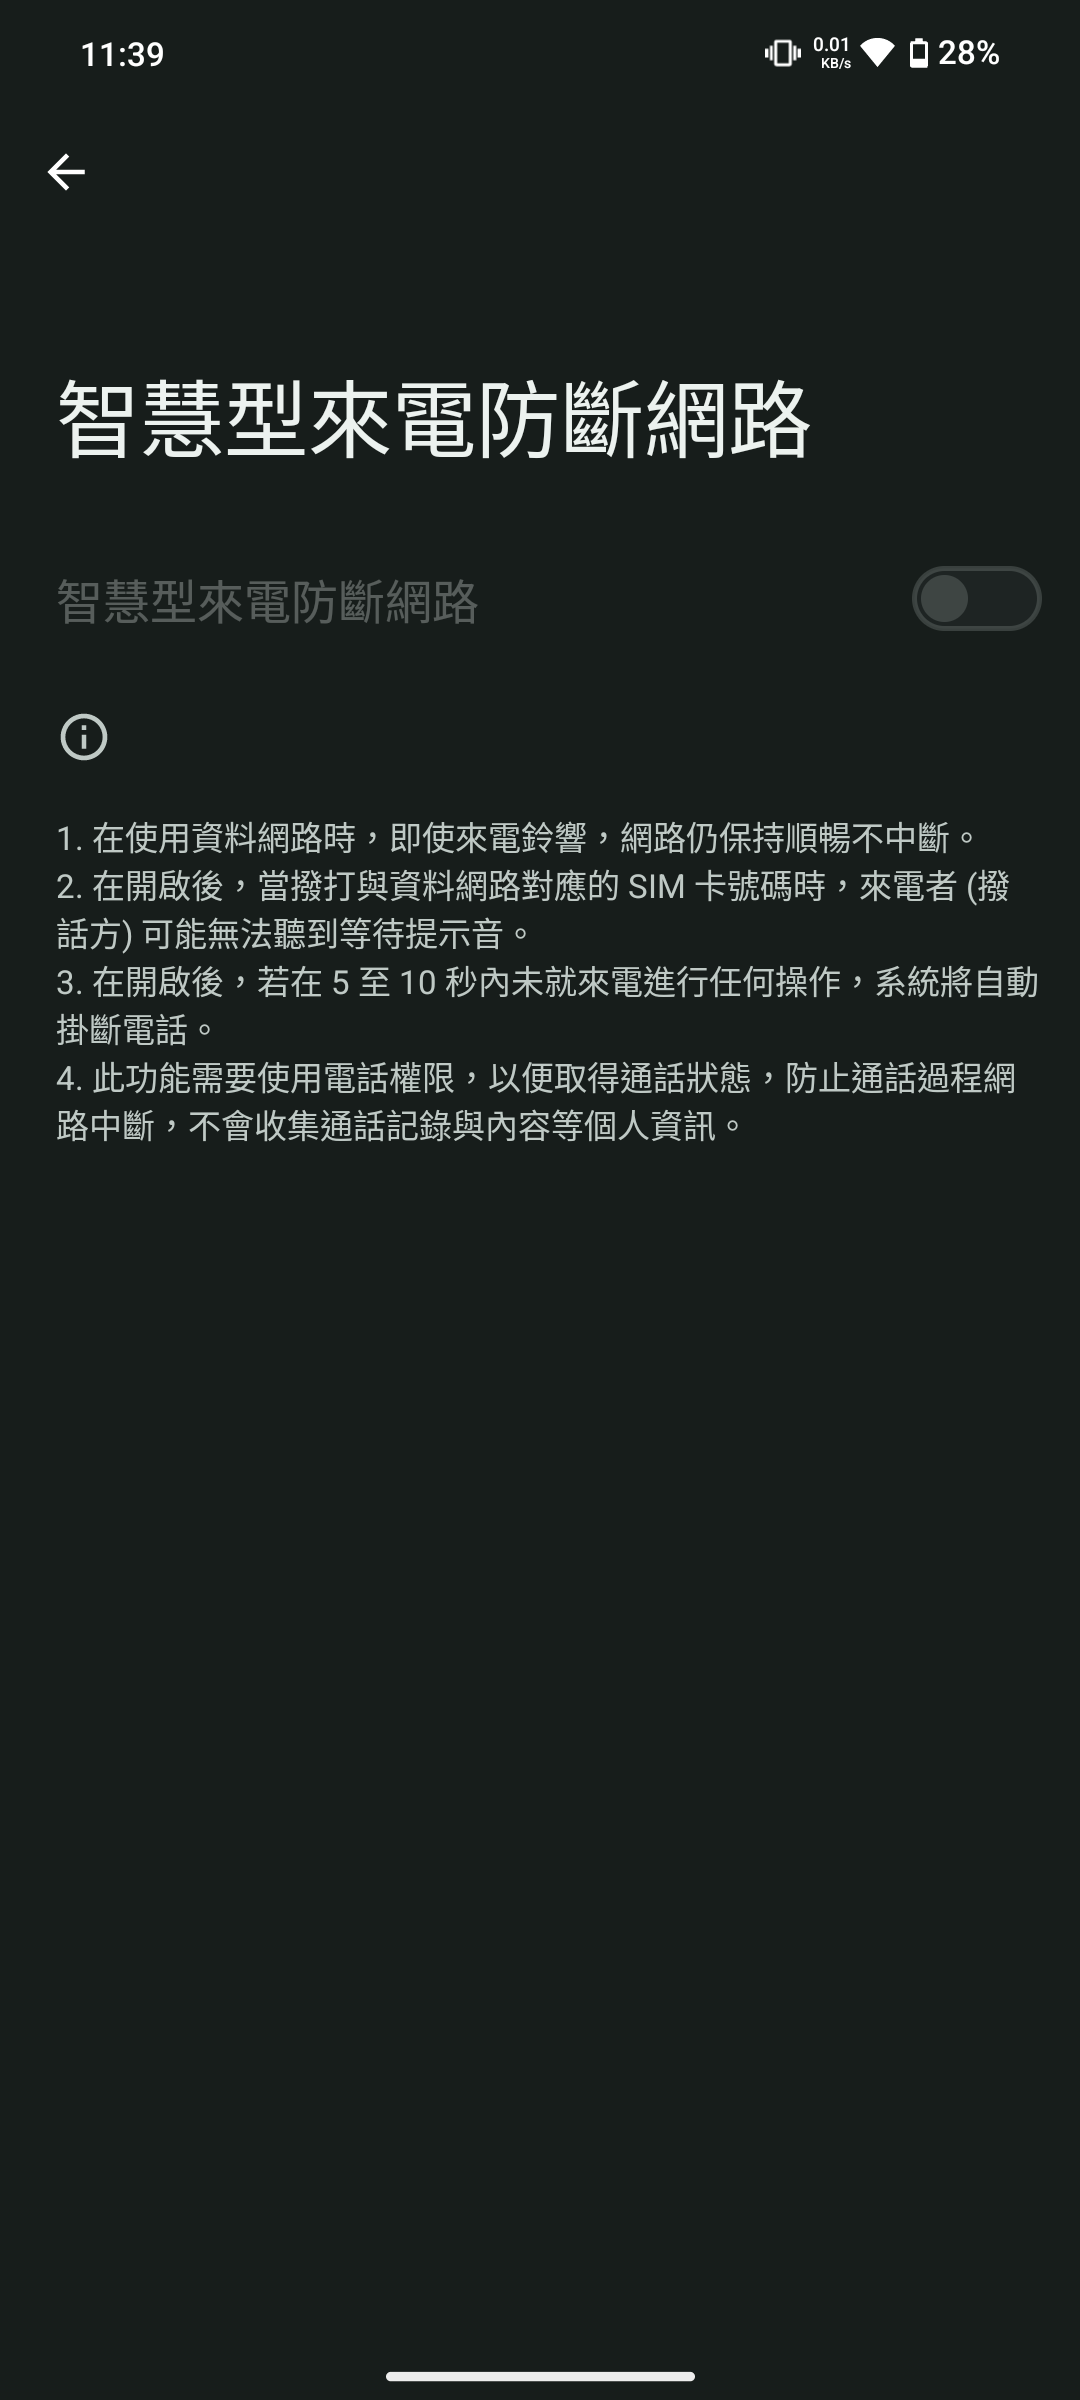 11:39
0.01
KB/s
28%
智慧型來電防斷網路
智慧型來電防斷網路
1. 在使用資料網路時，即使來電鈴響，網路仍保持順暢不中斷。
2. 在開啟後，當撥打與資料網路對應的 SIM 卡號碼時，來電者 (撥
話方) 可能無法聽到等待提示音。
3. 在開啟後，若在 5 至 10 秒內未就來電進行任何操作，系統將自動
掛斷電話。
4. 此功能需要使用電話權限，以便取得通話狀態，防止通話過程網
路中斷，不會收集通話記錄與內容等個人資訊。